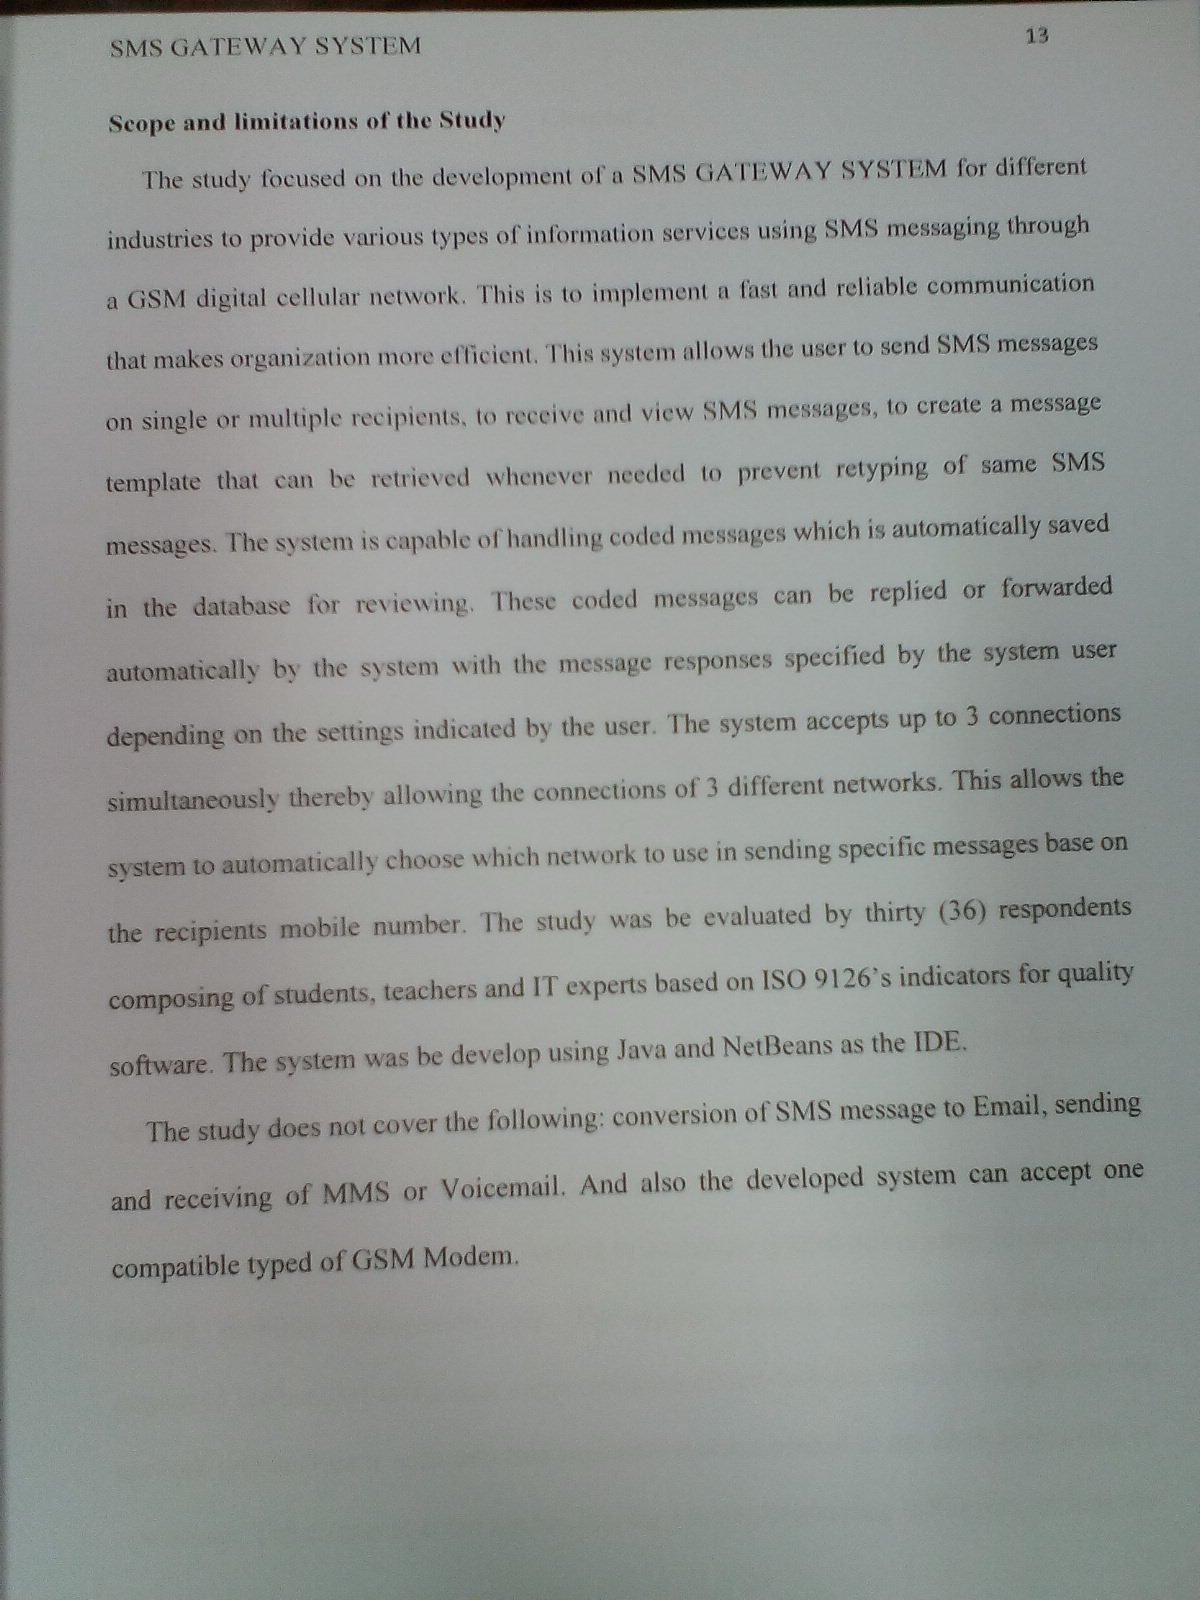 SMS GATEWAY SYSTEM 13
Scope and limitations of the Study
The study focused on the development of a SMS GATEWAY SYSTEM for different
industries to provide various types of information services using SMS messaging through
a GSM digital cellular network. This is to implement a fast and reliable communication
that makes organization more efficient. This system allows the user to send SMS messages
on single or multiple recipients, to receive and view SMS messages, to create a message
template that can be retrieved whenever needed to prevent retyping of same SMS
messages. The system is capable of handling coded messages which is automatically saved
in the database for reviewing. These coded messages can be replied or forwarded
automatically by the system with the message responses specified by the system user
depending on the settings indicated by the user. The system accepts up to 3 connections
simultaneously thereby allowing the connections of 3 different networks. This allows the
system to automatically choose which network to use in sending specific messages base on
the recipients mobile number. The study was be evaluated by thirty (36) respondents
composing of students, teachers and IT experts based on ISO 9126’s indicators for quality
software. The system was be develop using Java and NetBeans as the IDE.
The study does not cover the following: conversion of SMS message to Email, sending
and receiving of MMS or Voicemail. And also the developed system can accept one
compatible typed of GSM Modem.